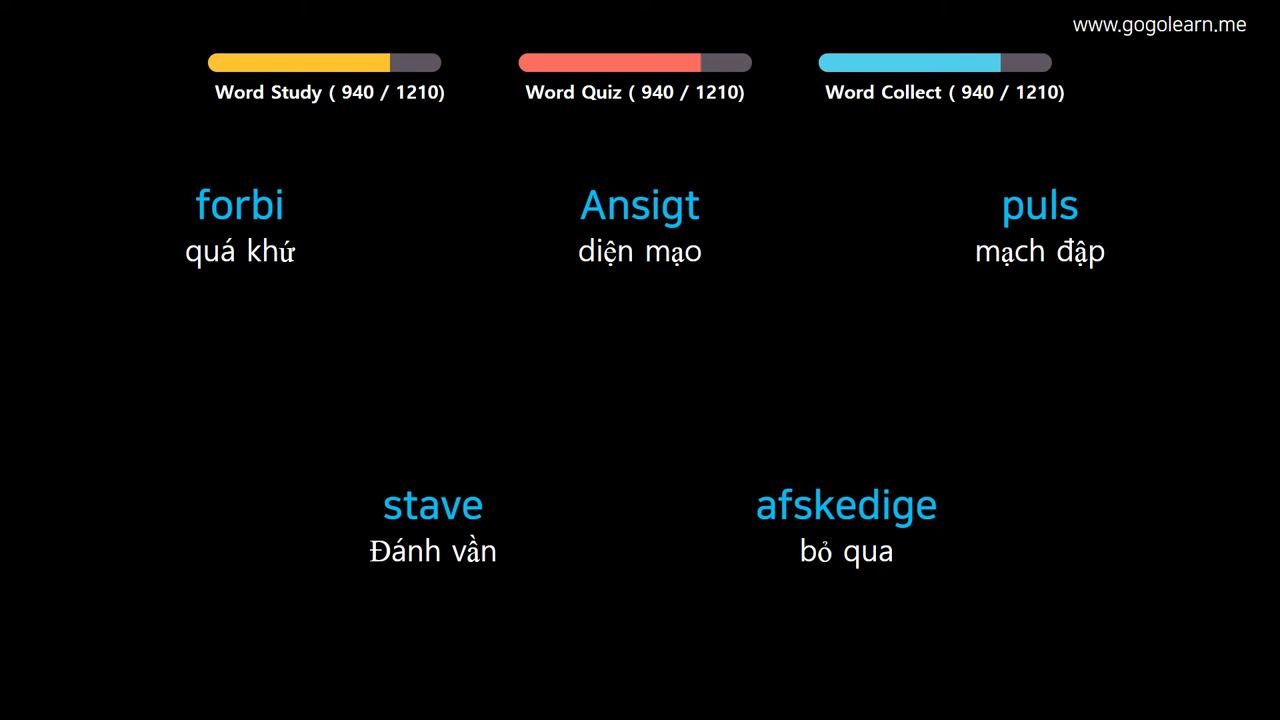 www.gogolearn.me
Word Study ( 940 / 1210)
Word Quiz ( 940 / 1210)
Word Collect ( 940 / 1210)
forbi
quá khứ
Ansigt
diện mạo
puls
mạch đập
stave
Đánh vần
afskedige
bỏ qua